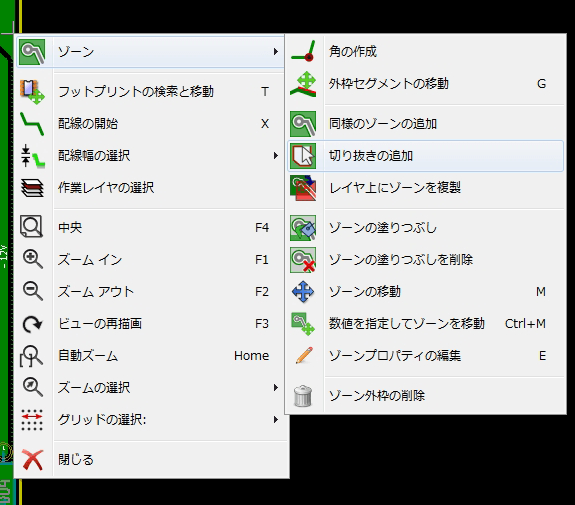 ゾーン
フットプリントの検索と移動 T
配線の開始 X
配線幅の選択
作業レイヤの選択
中央 F4
ズーム イン F1
ズーム アウト F2
ビューの再描画 F3
自動ズーム Home
ズームの選択
グリッドの選択:
閉じる
角の作成
外枠セグメントの移動 G
同様のゾーンの追加
切り抜きの追加
レイヤ上にゾーンを複製
ゾーンの塗りつぶし
ゾーンの塗りつぶしを削除
ゾーンの移動 M
数値を指定してゾーンを移動 Ctrl+M
ゾーンプロパティの編集 E
ゾーン外枠の削除
-12V